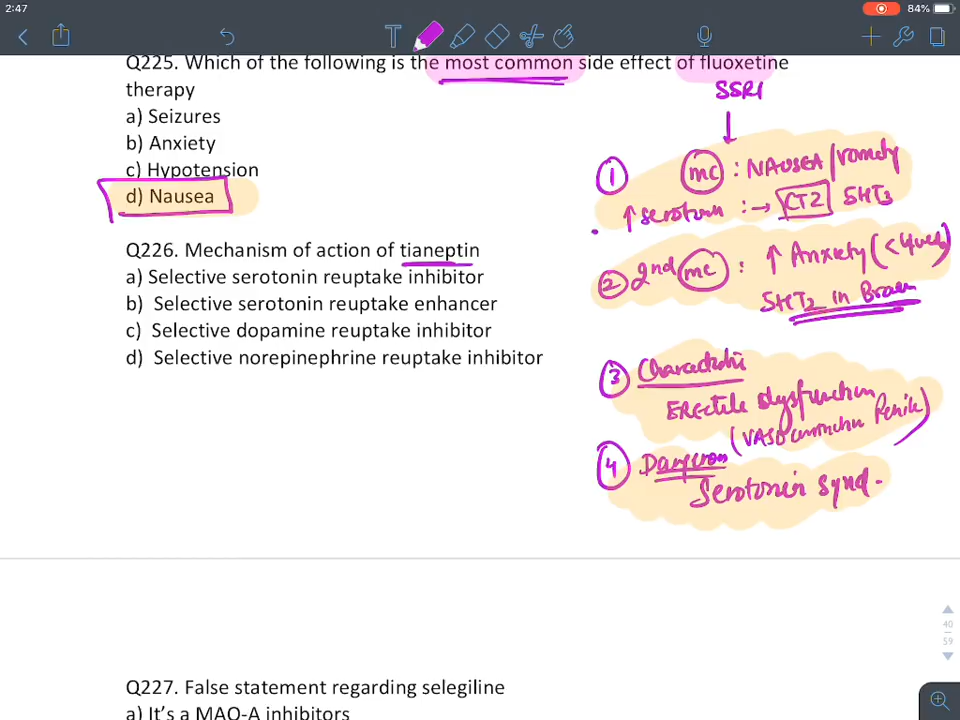 2:47
84%
T
Q225. Which of the following is the most common side effect of fluoxetine
therapy
a) Seizures
b) Anxiety
c) Hypotension
d) Nausea
Q226. Mechanism of action of tianeptin
a) Selective serotonin reuptake inhibitor
b) Selective serotonin reuptake enhancer
c) Selective dopamine reuptake inhibitor
d) Selective norepinephrine reuptake inhibitor
SSRI
1 mc : NAUSEA /
↑ serotonin : → CTZ 5HT3
2 2nd mc : ↑ Anxiety
5HT2 in Brain
3
Erectile dysfunction
4 Dangerous
Serotonin synd.
40
59
Q227. False statement regarding selegiline
a) It's a MAO-A inhibitors